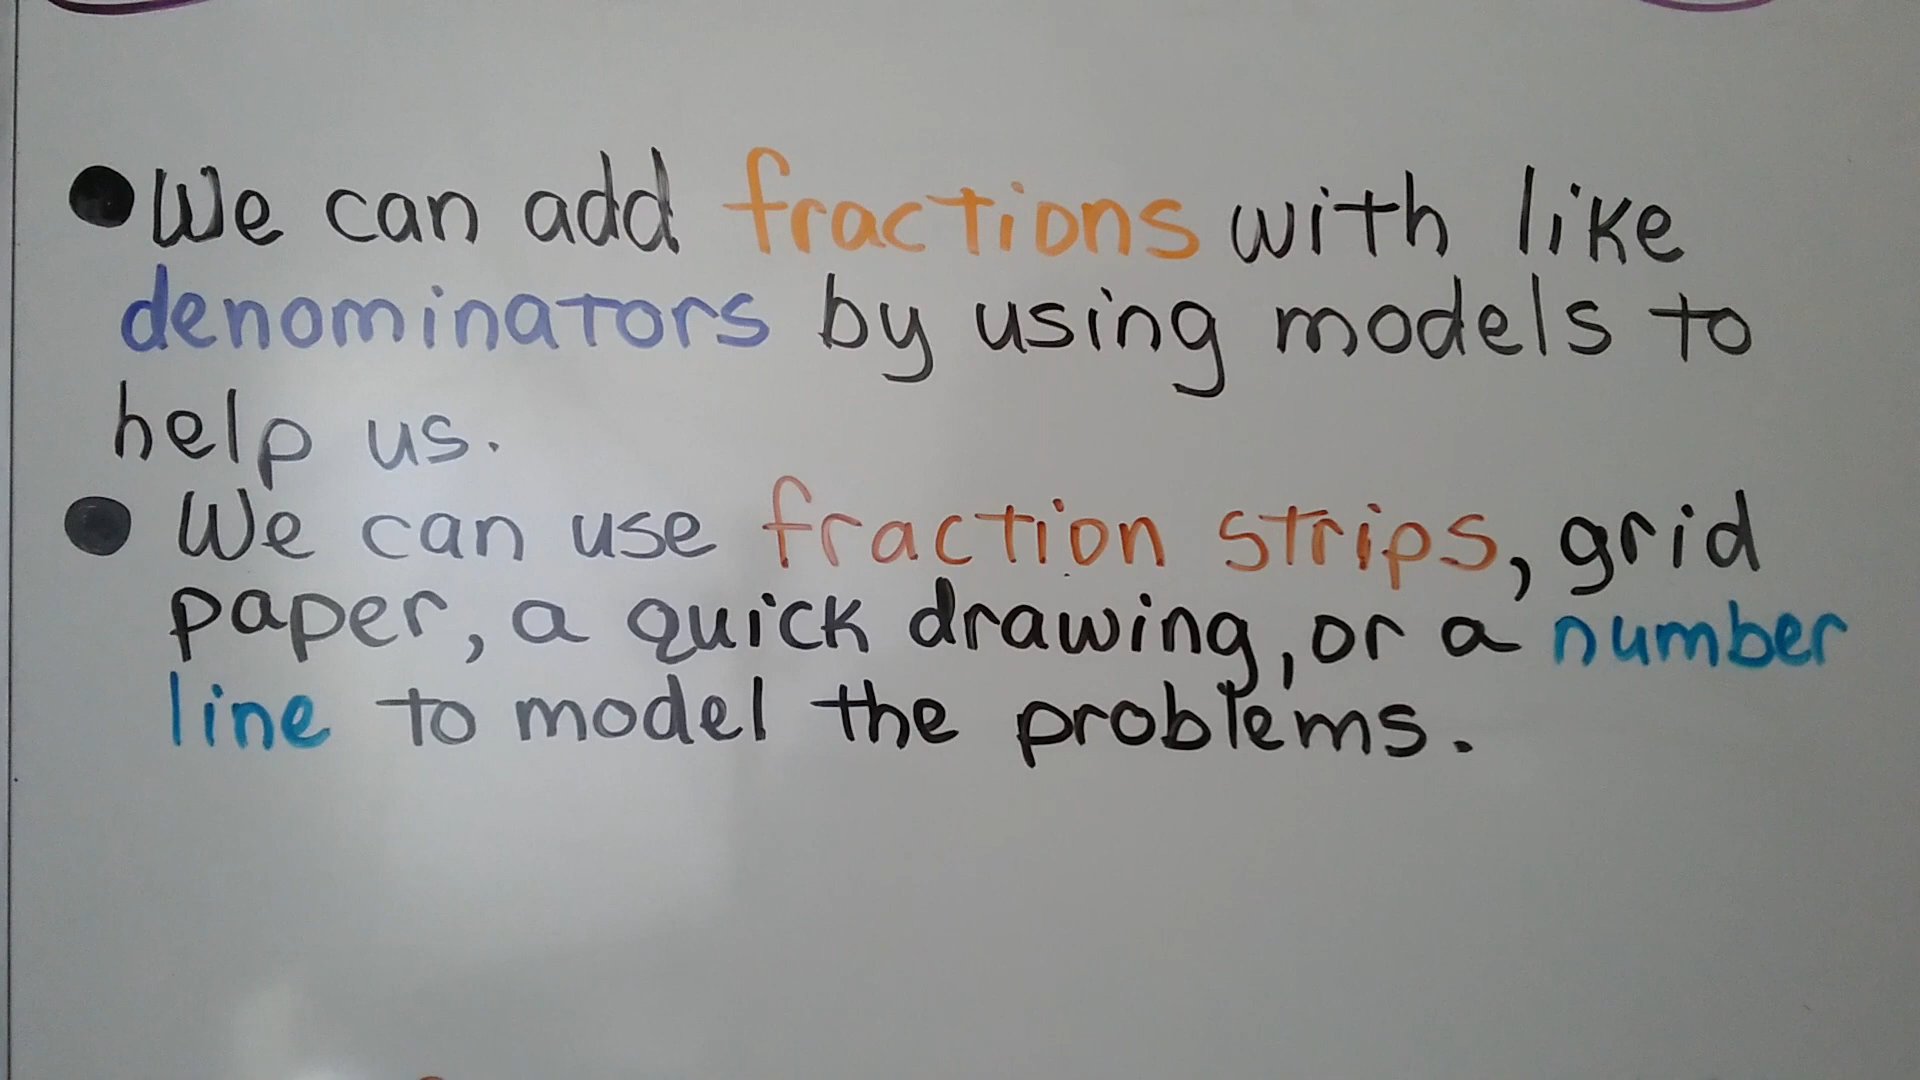 ●We can add fractions with like
denominators by using models to
help us.
● We can use fraction strips, grid
paper, a quick drawing, or a number
line to model the problems.